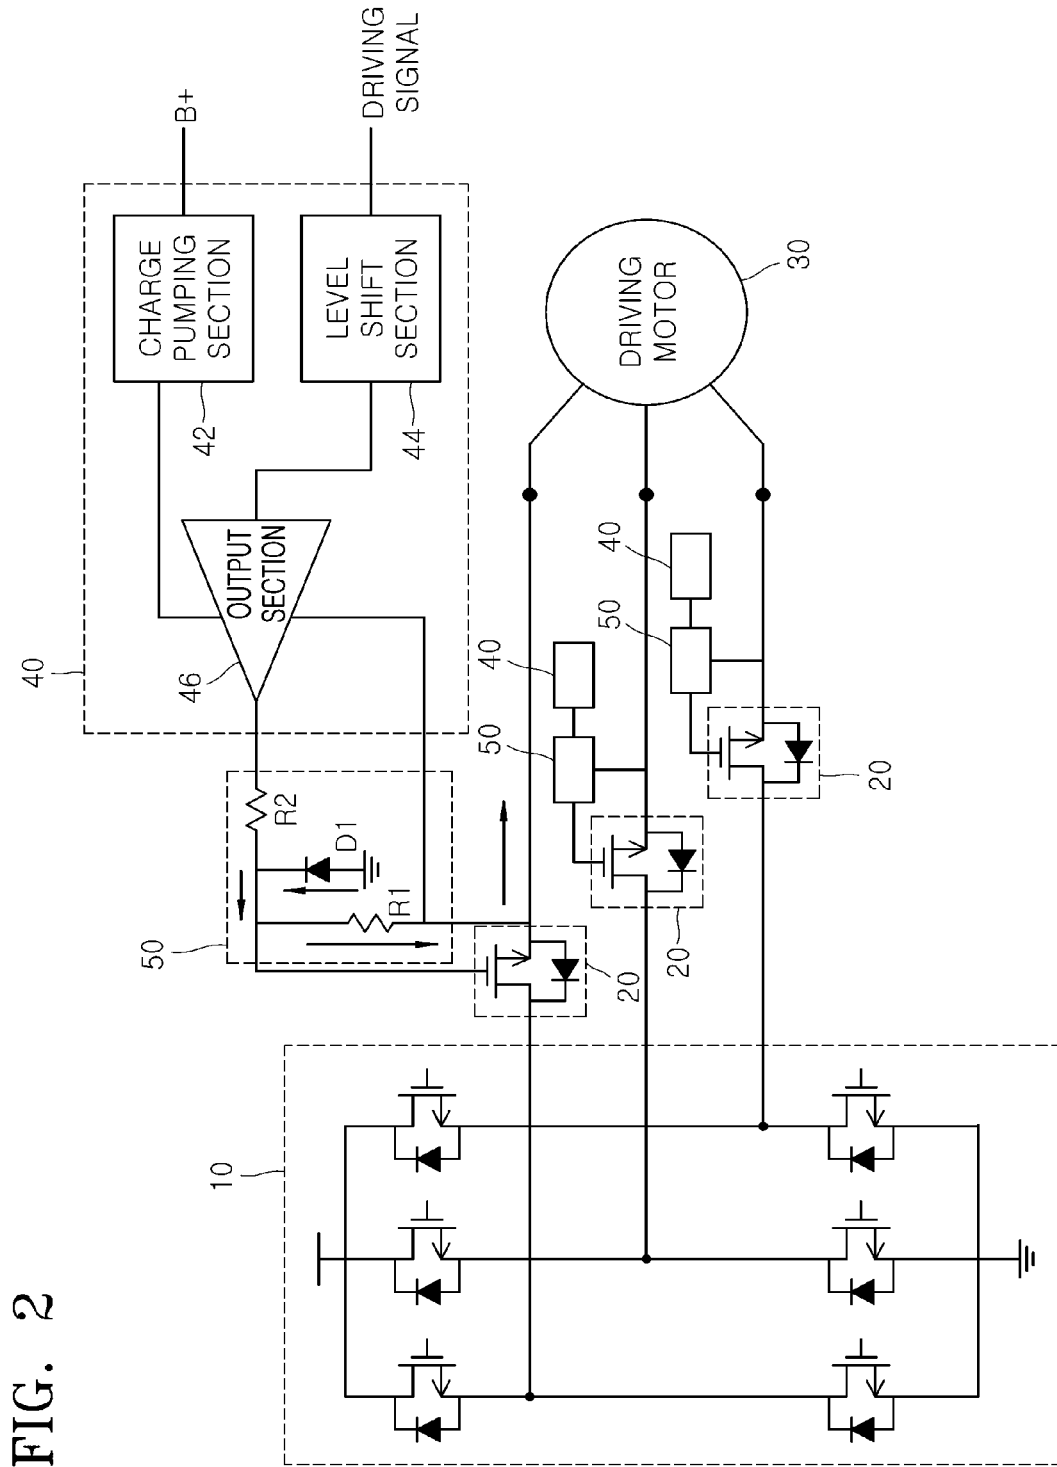 FIG. 2
40
CHARGE
PUMPING
SECTION
B+
42
LEVEL
SHIFT
SECTION
DRIVING
SIGNAL
44
OUTPUT
SECTION
46
50
R2
D1
R1
10
20
50
40
20
50
40
20
DRIVING
MOTOR
30